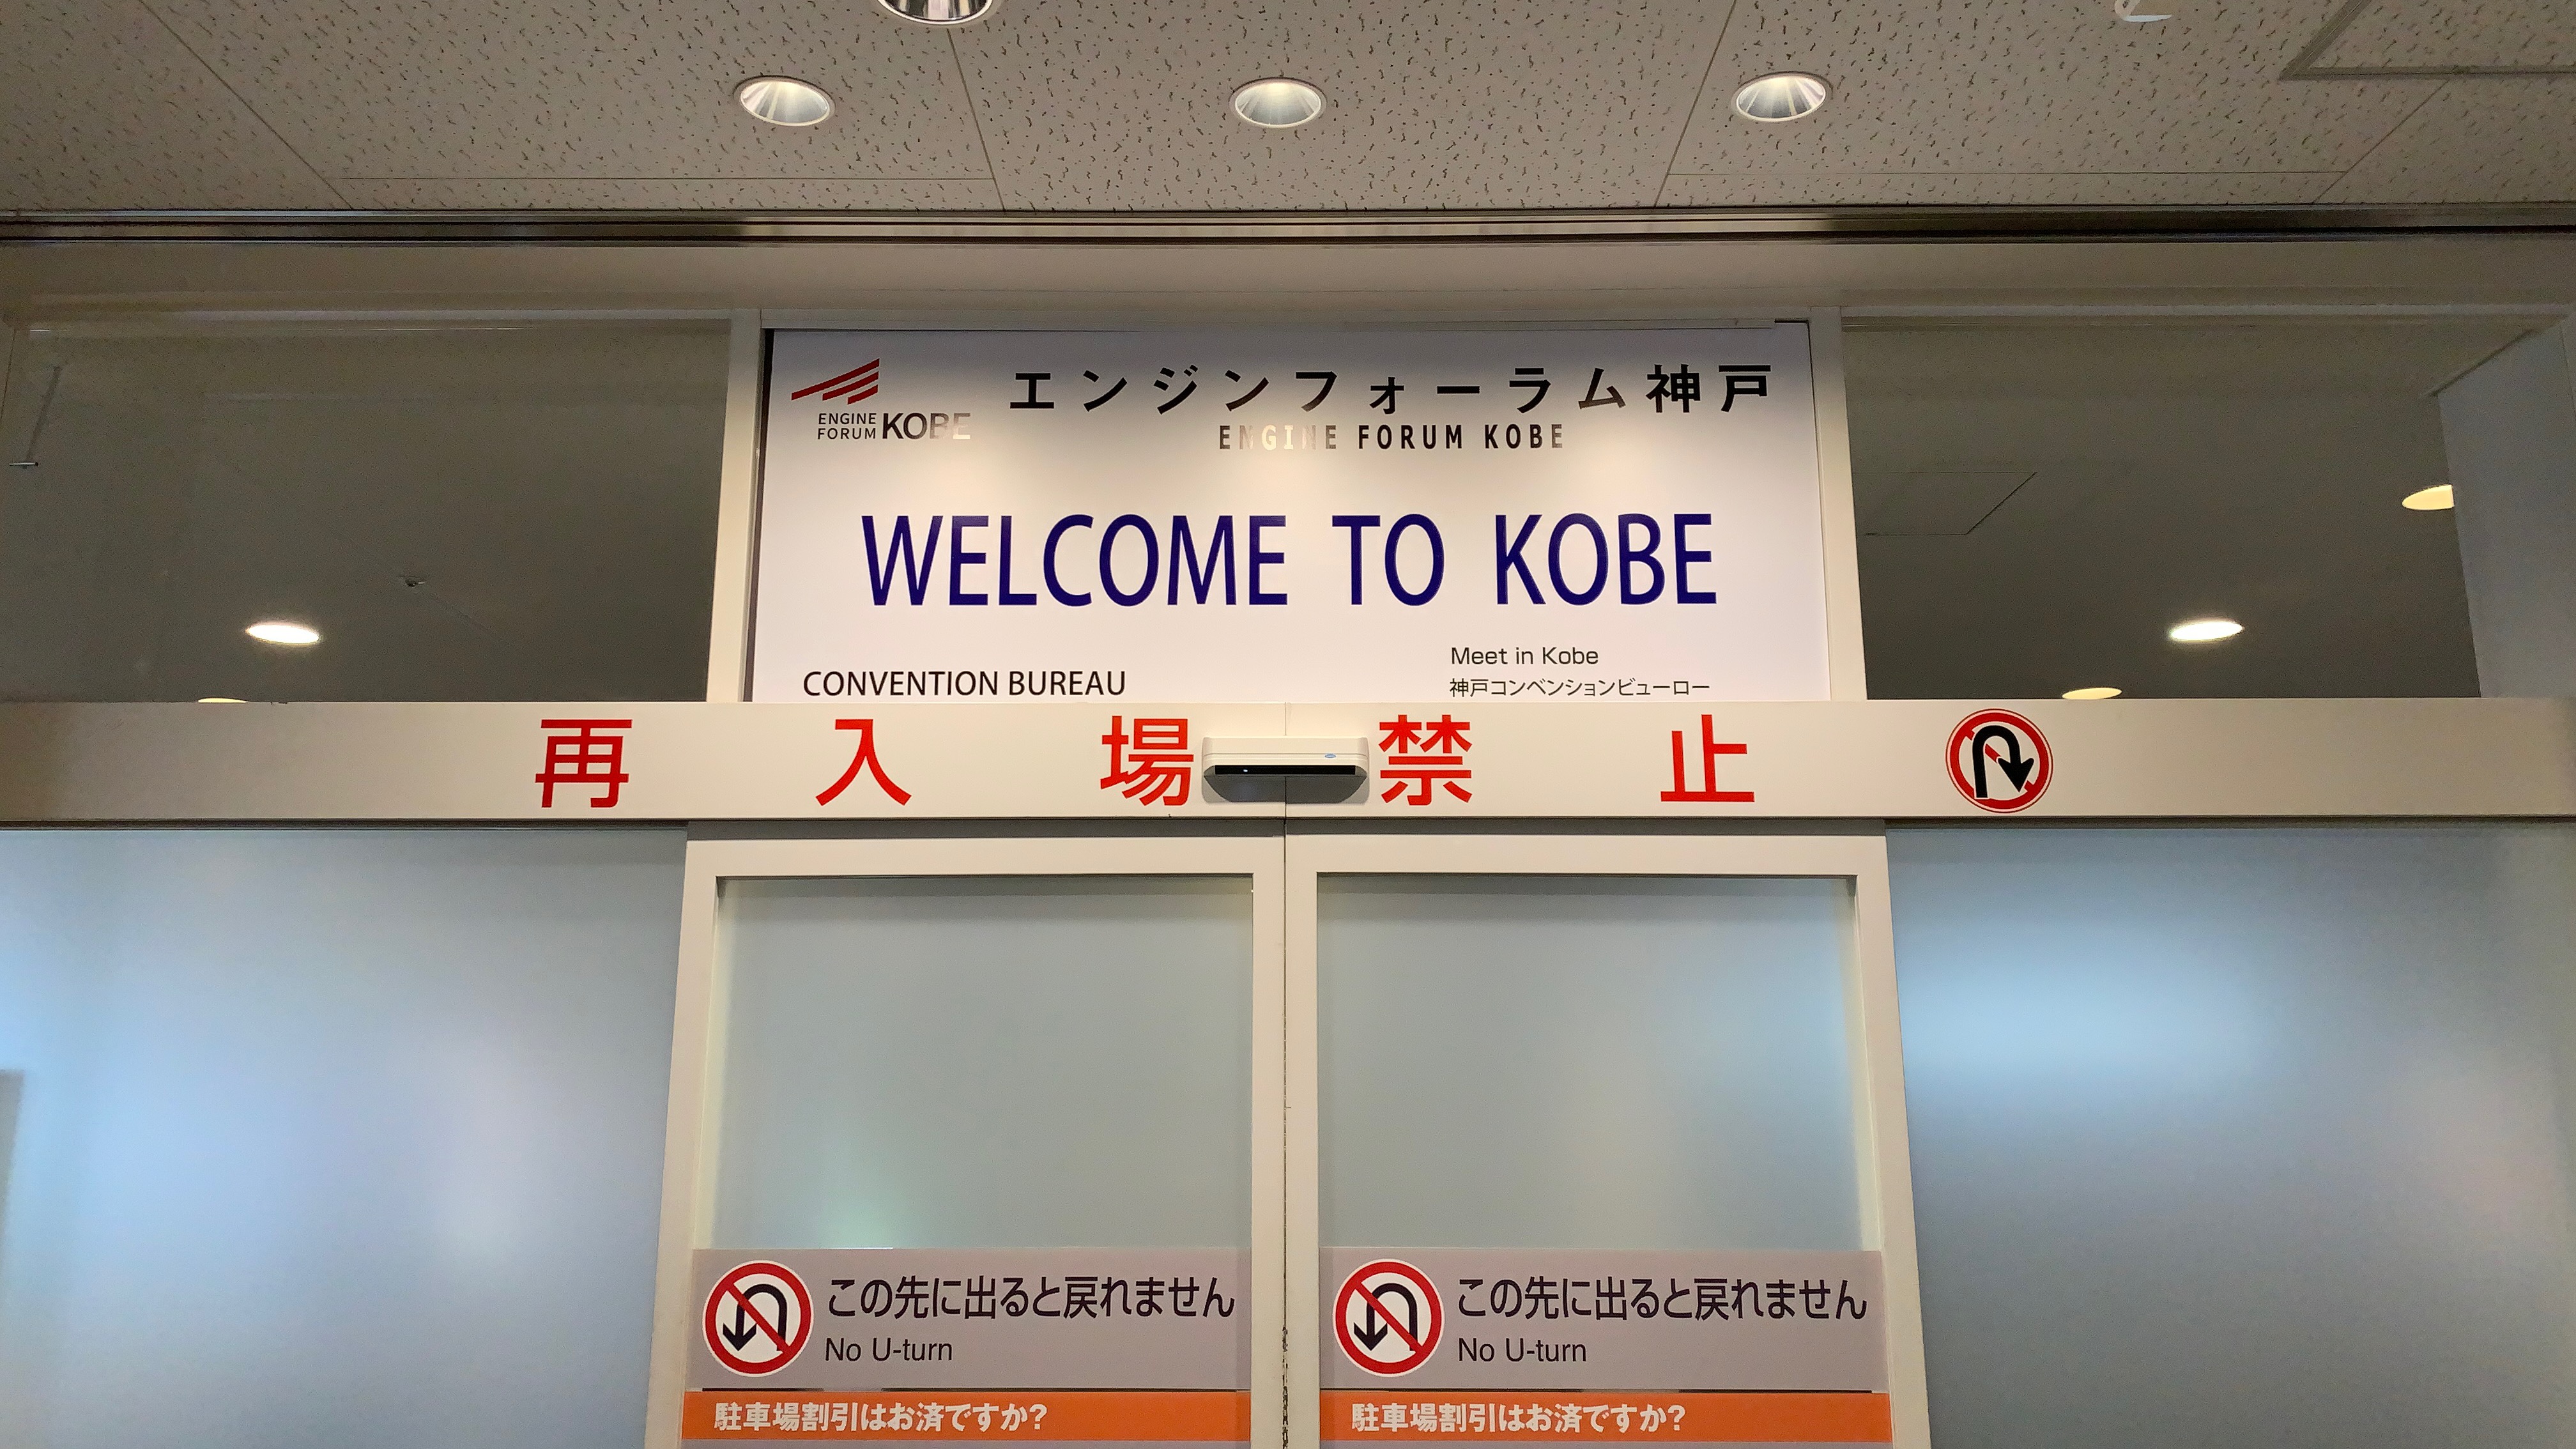 エンジンフォーラム神戸
ENGINE
FORUM KOBE
ENGINE FORUM KOBE
WELCOME TO KOBE
CONVENTION BUREAU
Meet in Kobe
神戸コンベンションビューロー
再入場禁止
この先に出ると戻れません
No U-turn
駐車場割引はお済ですか?
この先に出ると戻れません
No U-turn
駐車場割引はお済ですか?